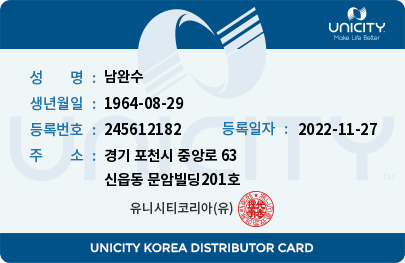 UNICITY
Make Life Better
성 명 : 남완수
생년월일 : 1964-08-29
등록번호 : 245612182 등록일자 : 2022-11-27
주 소 : 경기 포천시 중앙로 63
신읍동 문암빌딩201호
유니시티코리아(유)
UNICITY
TM
UNICITY KOREA DISTRIBUTOR CARD